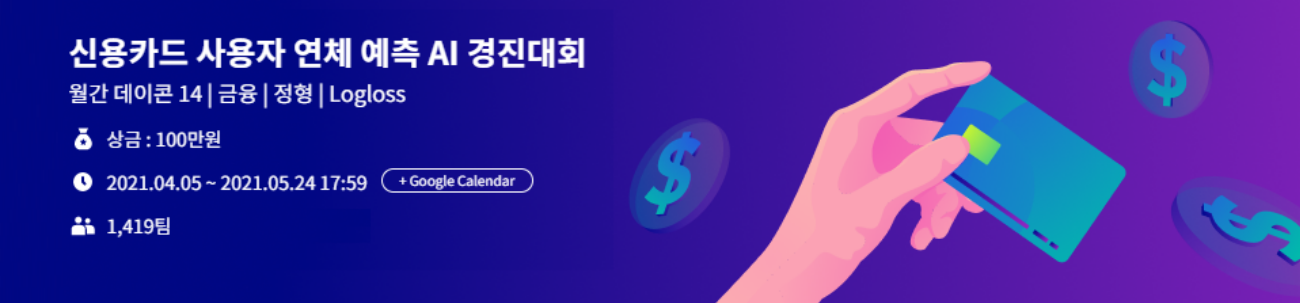 신용카드 사용자 연체 예측 AI 경진대회
월간 데이콘 14 | 금융 | 정형 | Logloss
상금 : 100만원
2021.04.05 ~ 2021.05.24 17:59 + Google Calendar
1,419팀